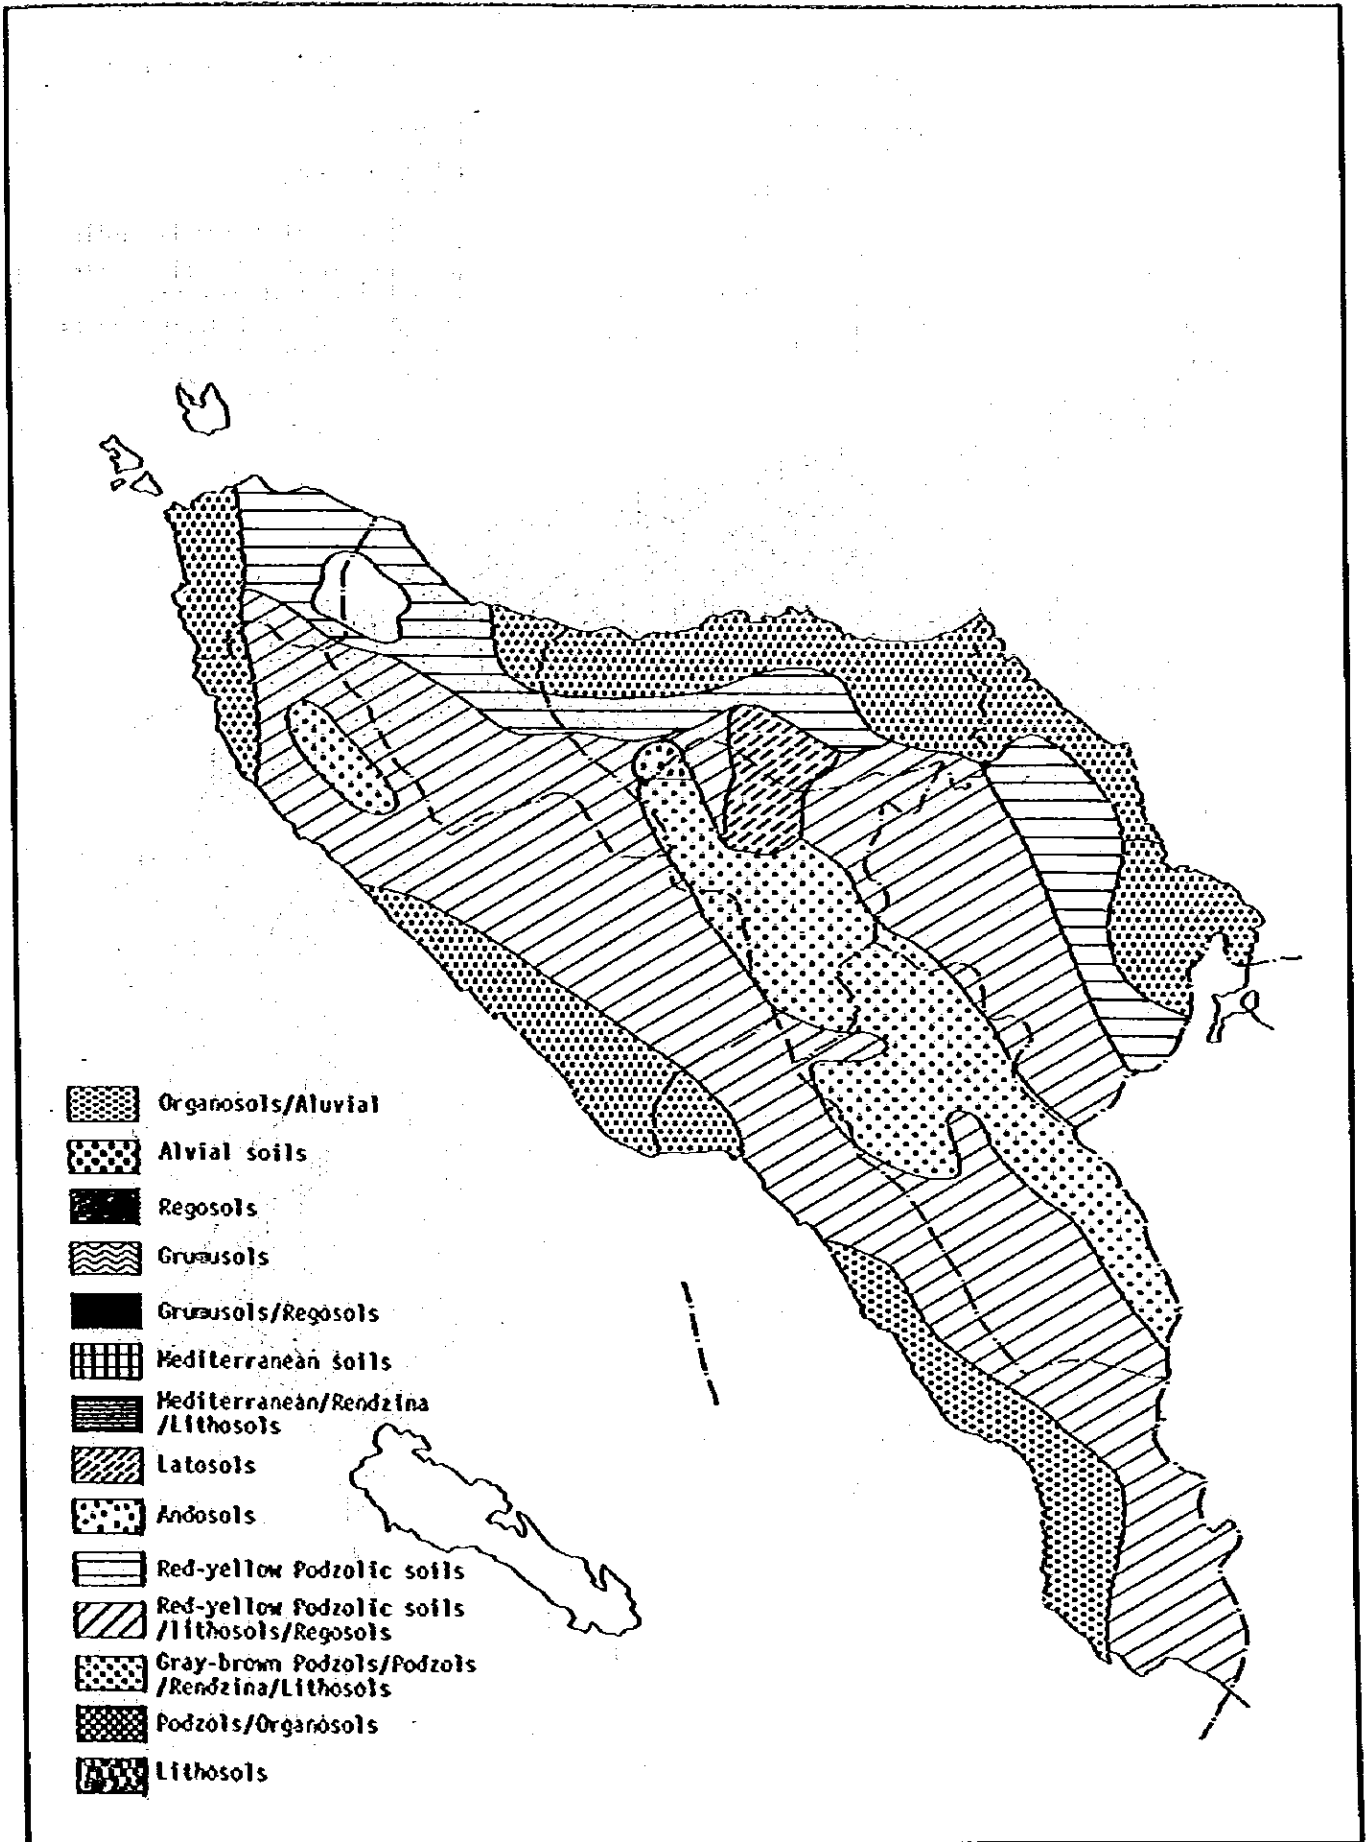 Organosols/Aluvial
Alvial soils
Regosols
Grumusols
Grumusols/Regosols
Mediterranean soils
Mediterranean/Rendzina
/Lithosols
Latosols
Andosols
Red-yellow Podzolic soils
Red-yellow Podzolic soils
/lithosols/Regosols
Gray-brown Podzols/Podzols
/Rendzina/Lithosols
Podzols/Organosols
Lithosols